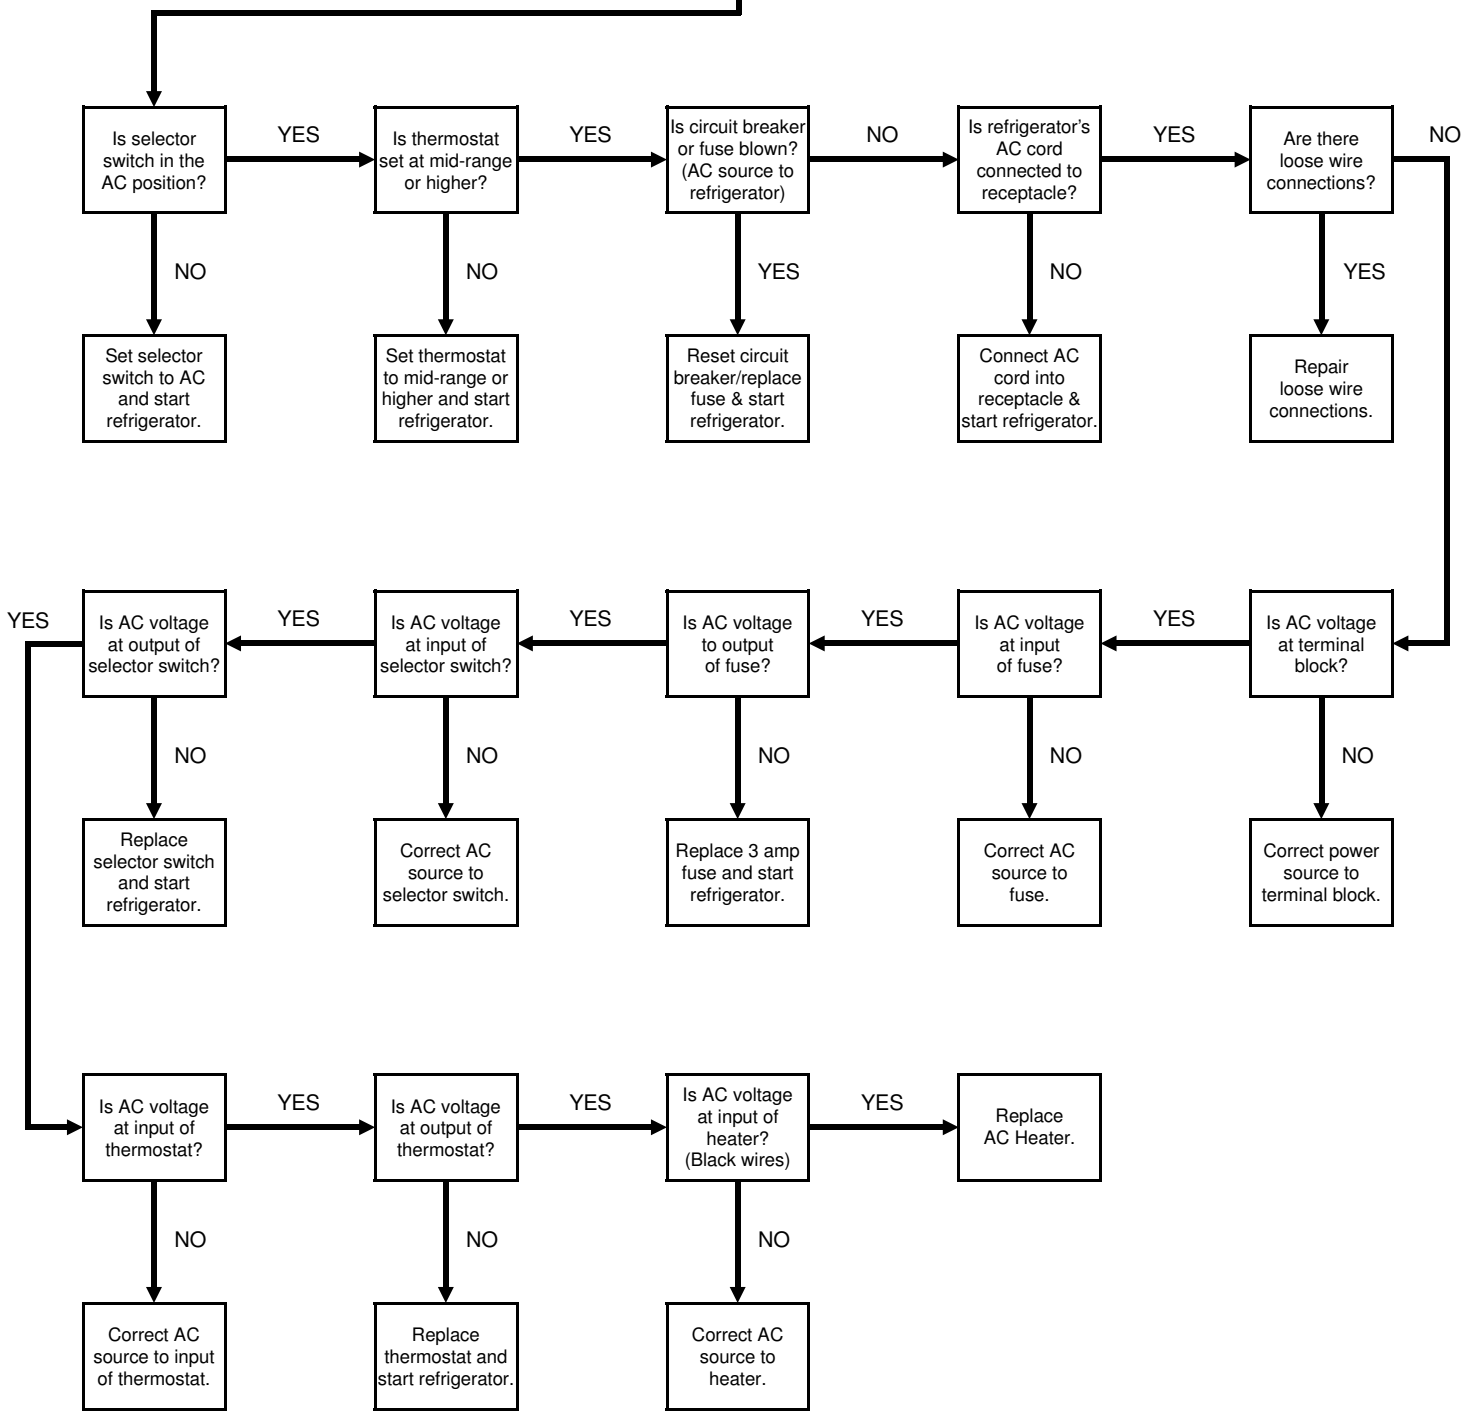 Is selector
switch in the
AC position?
YES
Is thermostat
set at mid-range
or higher?
YES
Is circuit breaker
or fuse blown?
(AC source to
refrigerator)
NO
Is refrigerator's
AC cord
connected to
receptacle?
YES
Are there
loose wire
connections?
NO
NO
NO
YES
NO
YES
Set selector
switch to AC
and start
refrigerator.
Set thermostat
to mid-range or
higher and start
refrigerator.
Reset circuit
breaker/replace
fuse & start
refrigerator.
Connect AC
cord into
receptacle &
start refrigerator.
Repair
loose wire
connections.
YES
Is AC voltage
at output of
selector switch?
YES
Is AC voltage
at input of
selector switch?
YES
Is AC voltage
to output
of fuse?
YES
Is AC voltage
at input
of fuse?
YES
Is AC voltage
at terminal
block?
NO
NO
NO
NO
NO
Replace
selector switch
and start
refrigerator.
Correct AC
source to
selector switch.
Replace 3 amp
fuse and start
refrigerator.
Correct AC
source to
fuse.
Correct power
source to
terminal block.
Is AC voltage
at input of
thermostat?
YES
Is AC voltage
at output of
thermostat?
YES
Is AC voltage
at input of
heater?
(Black wires)
YES
Replace
AC Heater.
NO
NO
NO
Correct AC
source to input
of thermostat.
Replace
thermostat and
start refrigerator.
Correct AC
source to
heater.